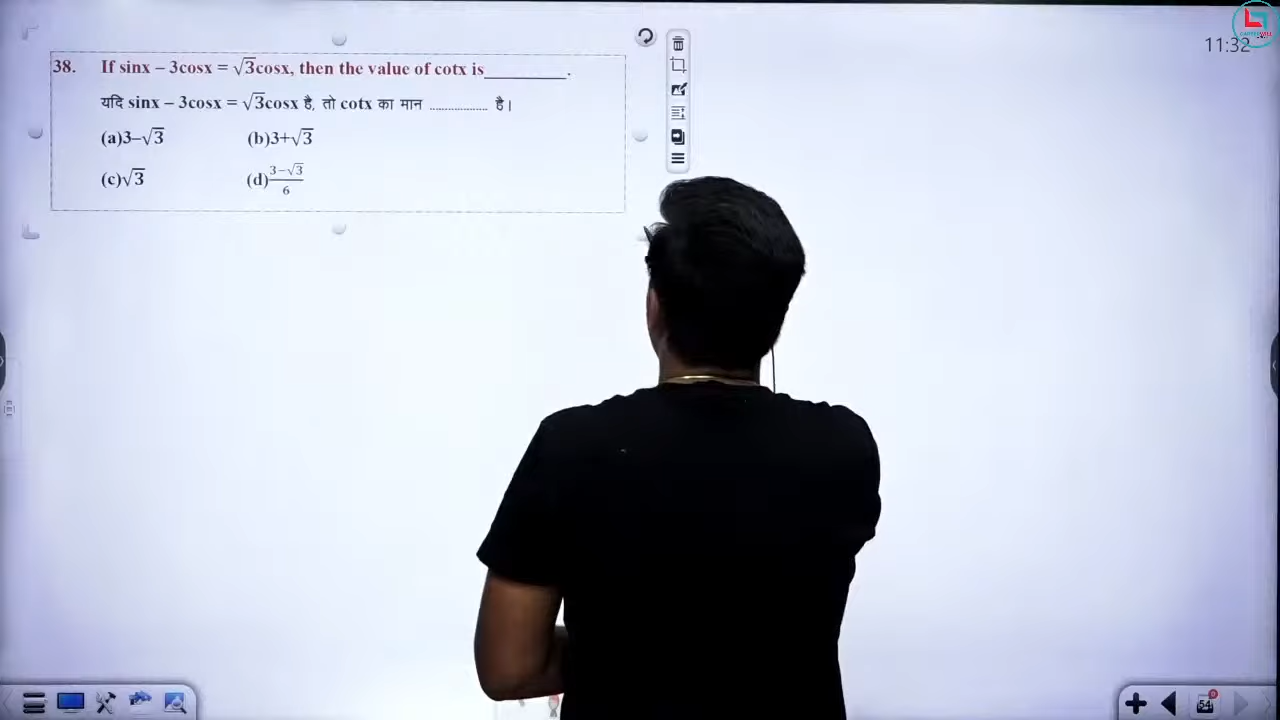 11:32
38. If sinx – 3cosx = √3cosx, then the value of cotx is_________.
यदि sinx – 3cosx = √3cosx है, तो cotx का मान .................. है।
(a)3–√3 (b)3+√3
(c)√3 (d)(3–√3)/6
54